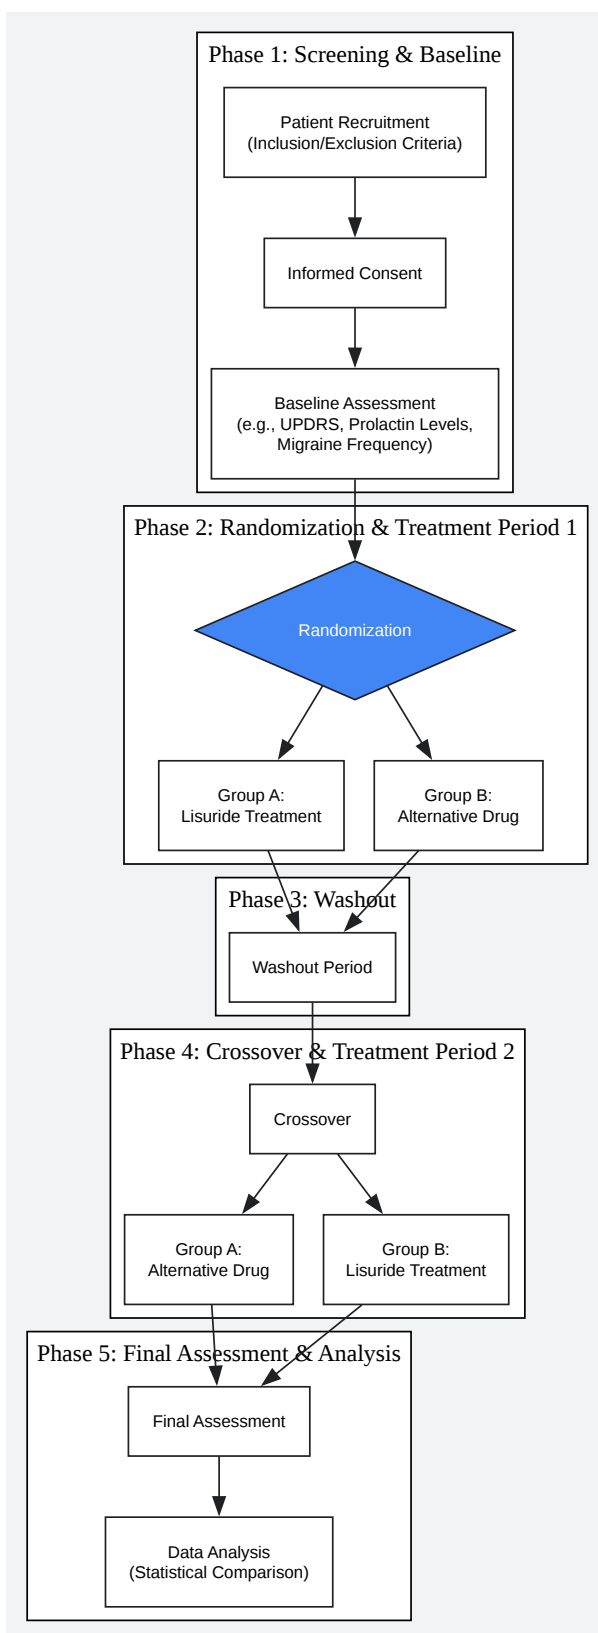 Phase 1: Screening & Baseline
Patient Recruitment
(Inclusion/Exclusion Criteria)
Informed Consent
Baseline Assessment
(e.g., UPDRS, Prolactin Levels,
Migraine Frequency)
Phase 2: Randomization & Treatment Period 1
Randomization
Group A:
Lisuride Treatment
Group B:
Alternative Drug
Phase 3: Washout
Washout Period
Phase 4: Crossover & Treatment Period 2
Crossover
Group A:
Alternative Drug
Group B:
Lisuride Treatment
Phase 5: Final Assessment & Analysis
Final Assessment
Data Analysis
(Statistical Comparison)